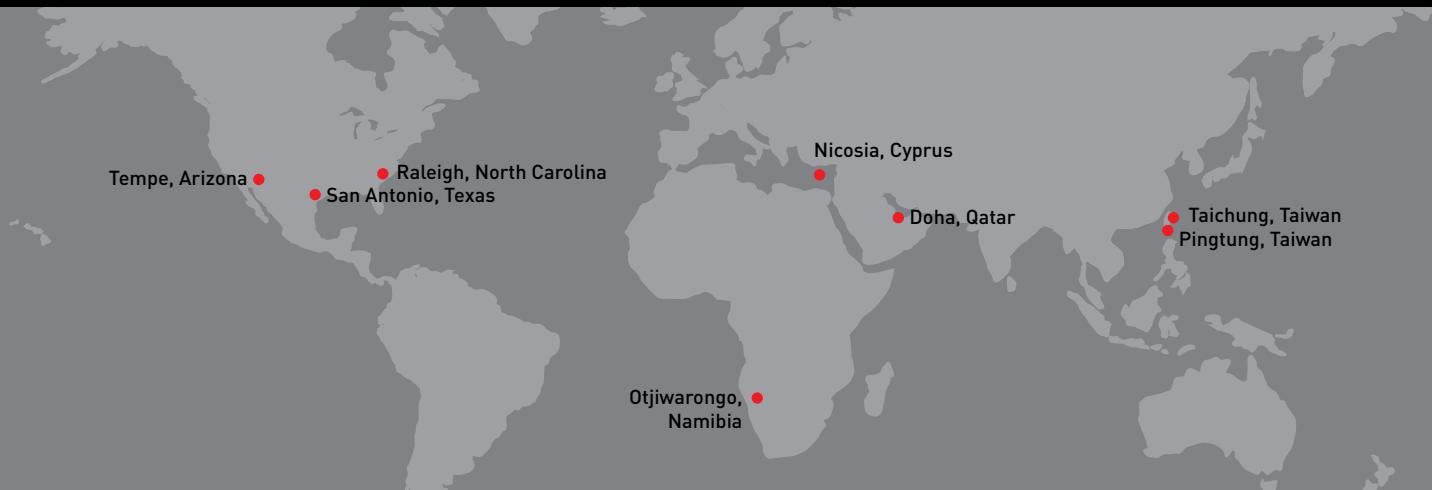 Nicosia, Cyprus
Tempe, Arizona
Raleigh, North Carolina
San Antonio, Texas
Doha, Qatar
Taichung, Taiwan
Pingtung, Taiwan
Otjiwarongo,
Namibia